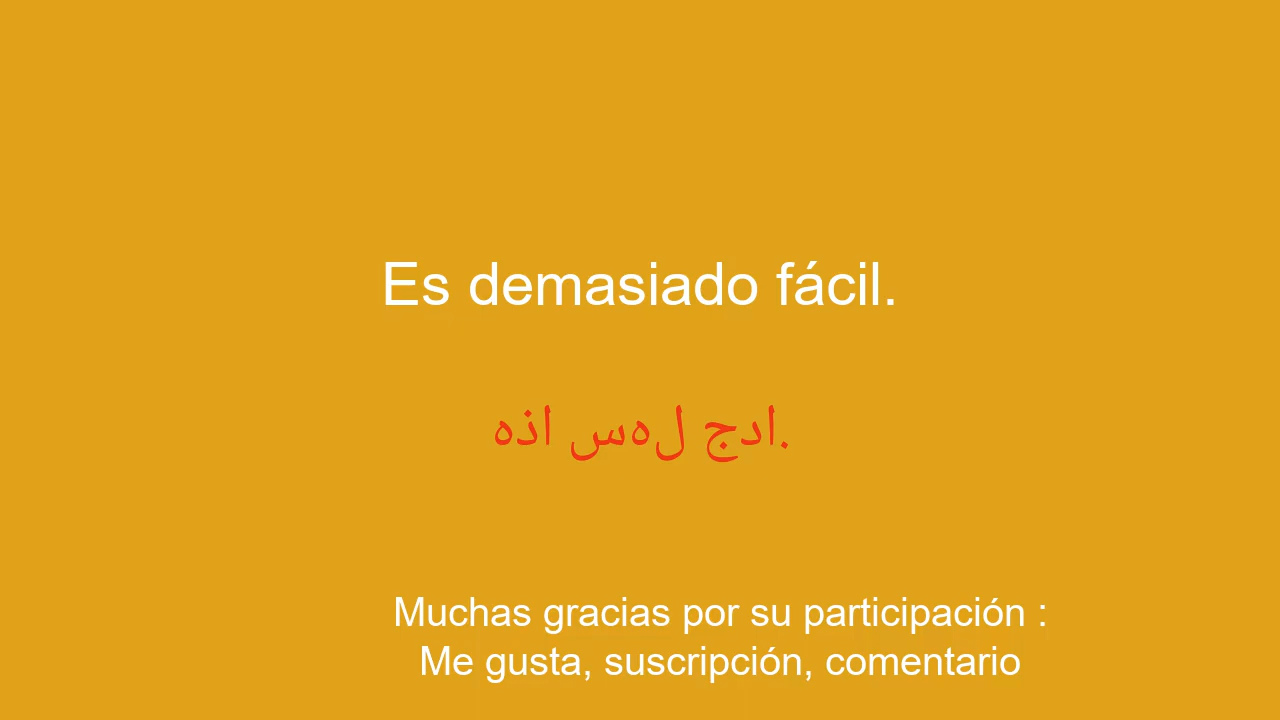 Es demasiado fácil.
هذا سهل جدا.
Muchas gracias por su participación :
Me gusta, suscripción, comentario